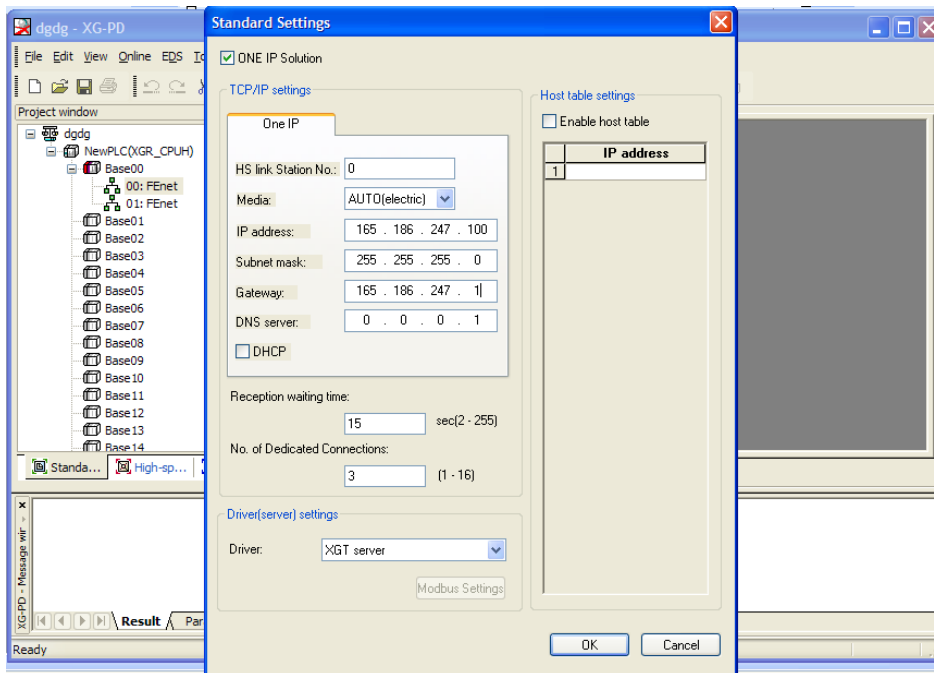 dgdg - XG-PD
File Edit View Online EDS To
Project window
dgdg
NewPLC(XGR_CPUH)
Base00
00: FEnet
01: FEnet
Base01
Base02
Base03
Base04
Base05
Base06
Base07
Base08
Base09
Base10
Base11
Base12
Base13
Base14
Standa... High-sp...
XG-PD - Message wir
Result Par
Ready
Standard Settings
ONE IP Solution
TCP/IP settings
One IP
HS link Station No.: 0
Media: AUTO(electric)
IP address: 165 . 186 . 247 . 100
Subnet mask: 255 . 255 . 255 . 0
Gateway: 165 . 186 . 247 . 1
DNS server: 0 . 0 . 0 . 1
DHCP
Reception waiting time:
15 sec(2 - 255)
No. of Dedicated Connections:
3 (1 - 16)
Driver(server) settings
Driver: XGT server
Modbus Settings
Host table settings
Enable host table
IP address
1
OK Cancel